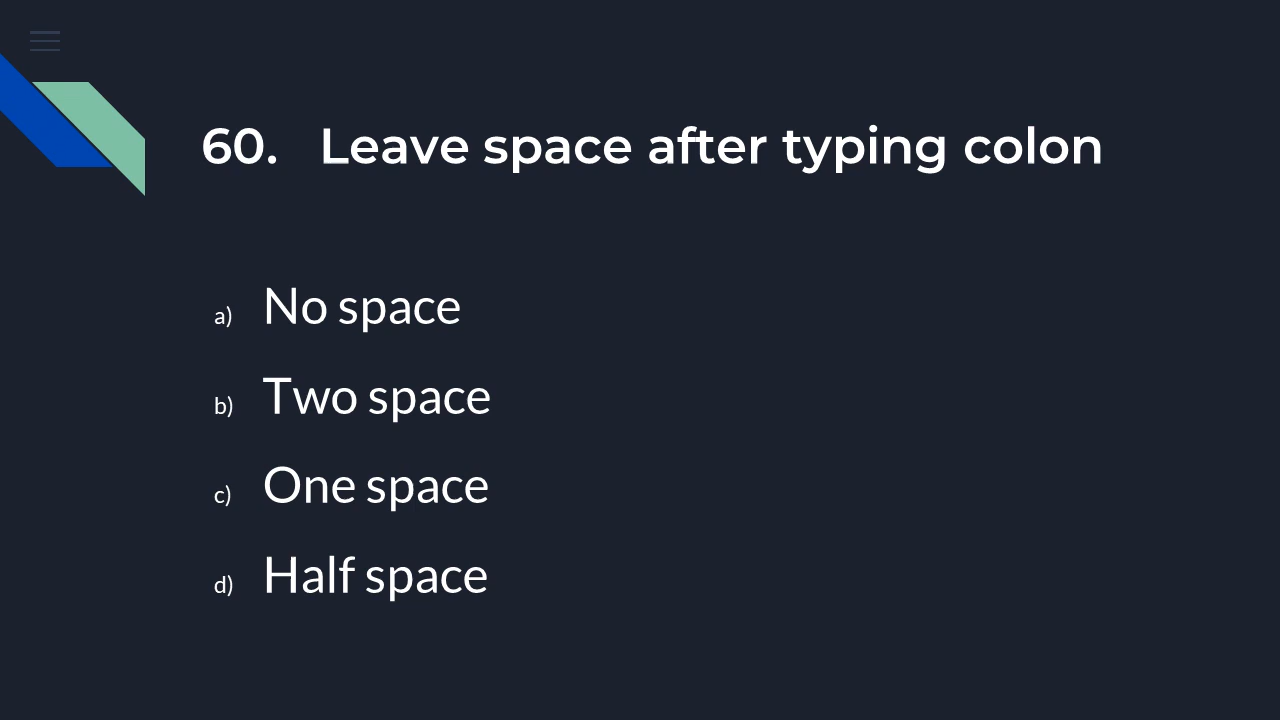 60. Leave space after typing colon
a) No space
b) Two space
c) One space
d) Half space